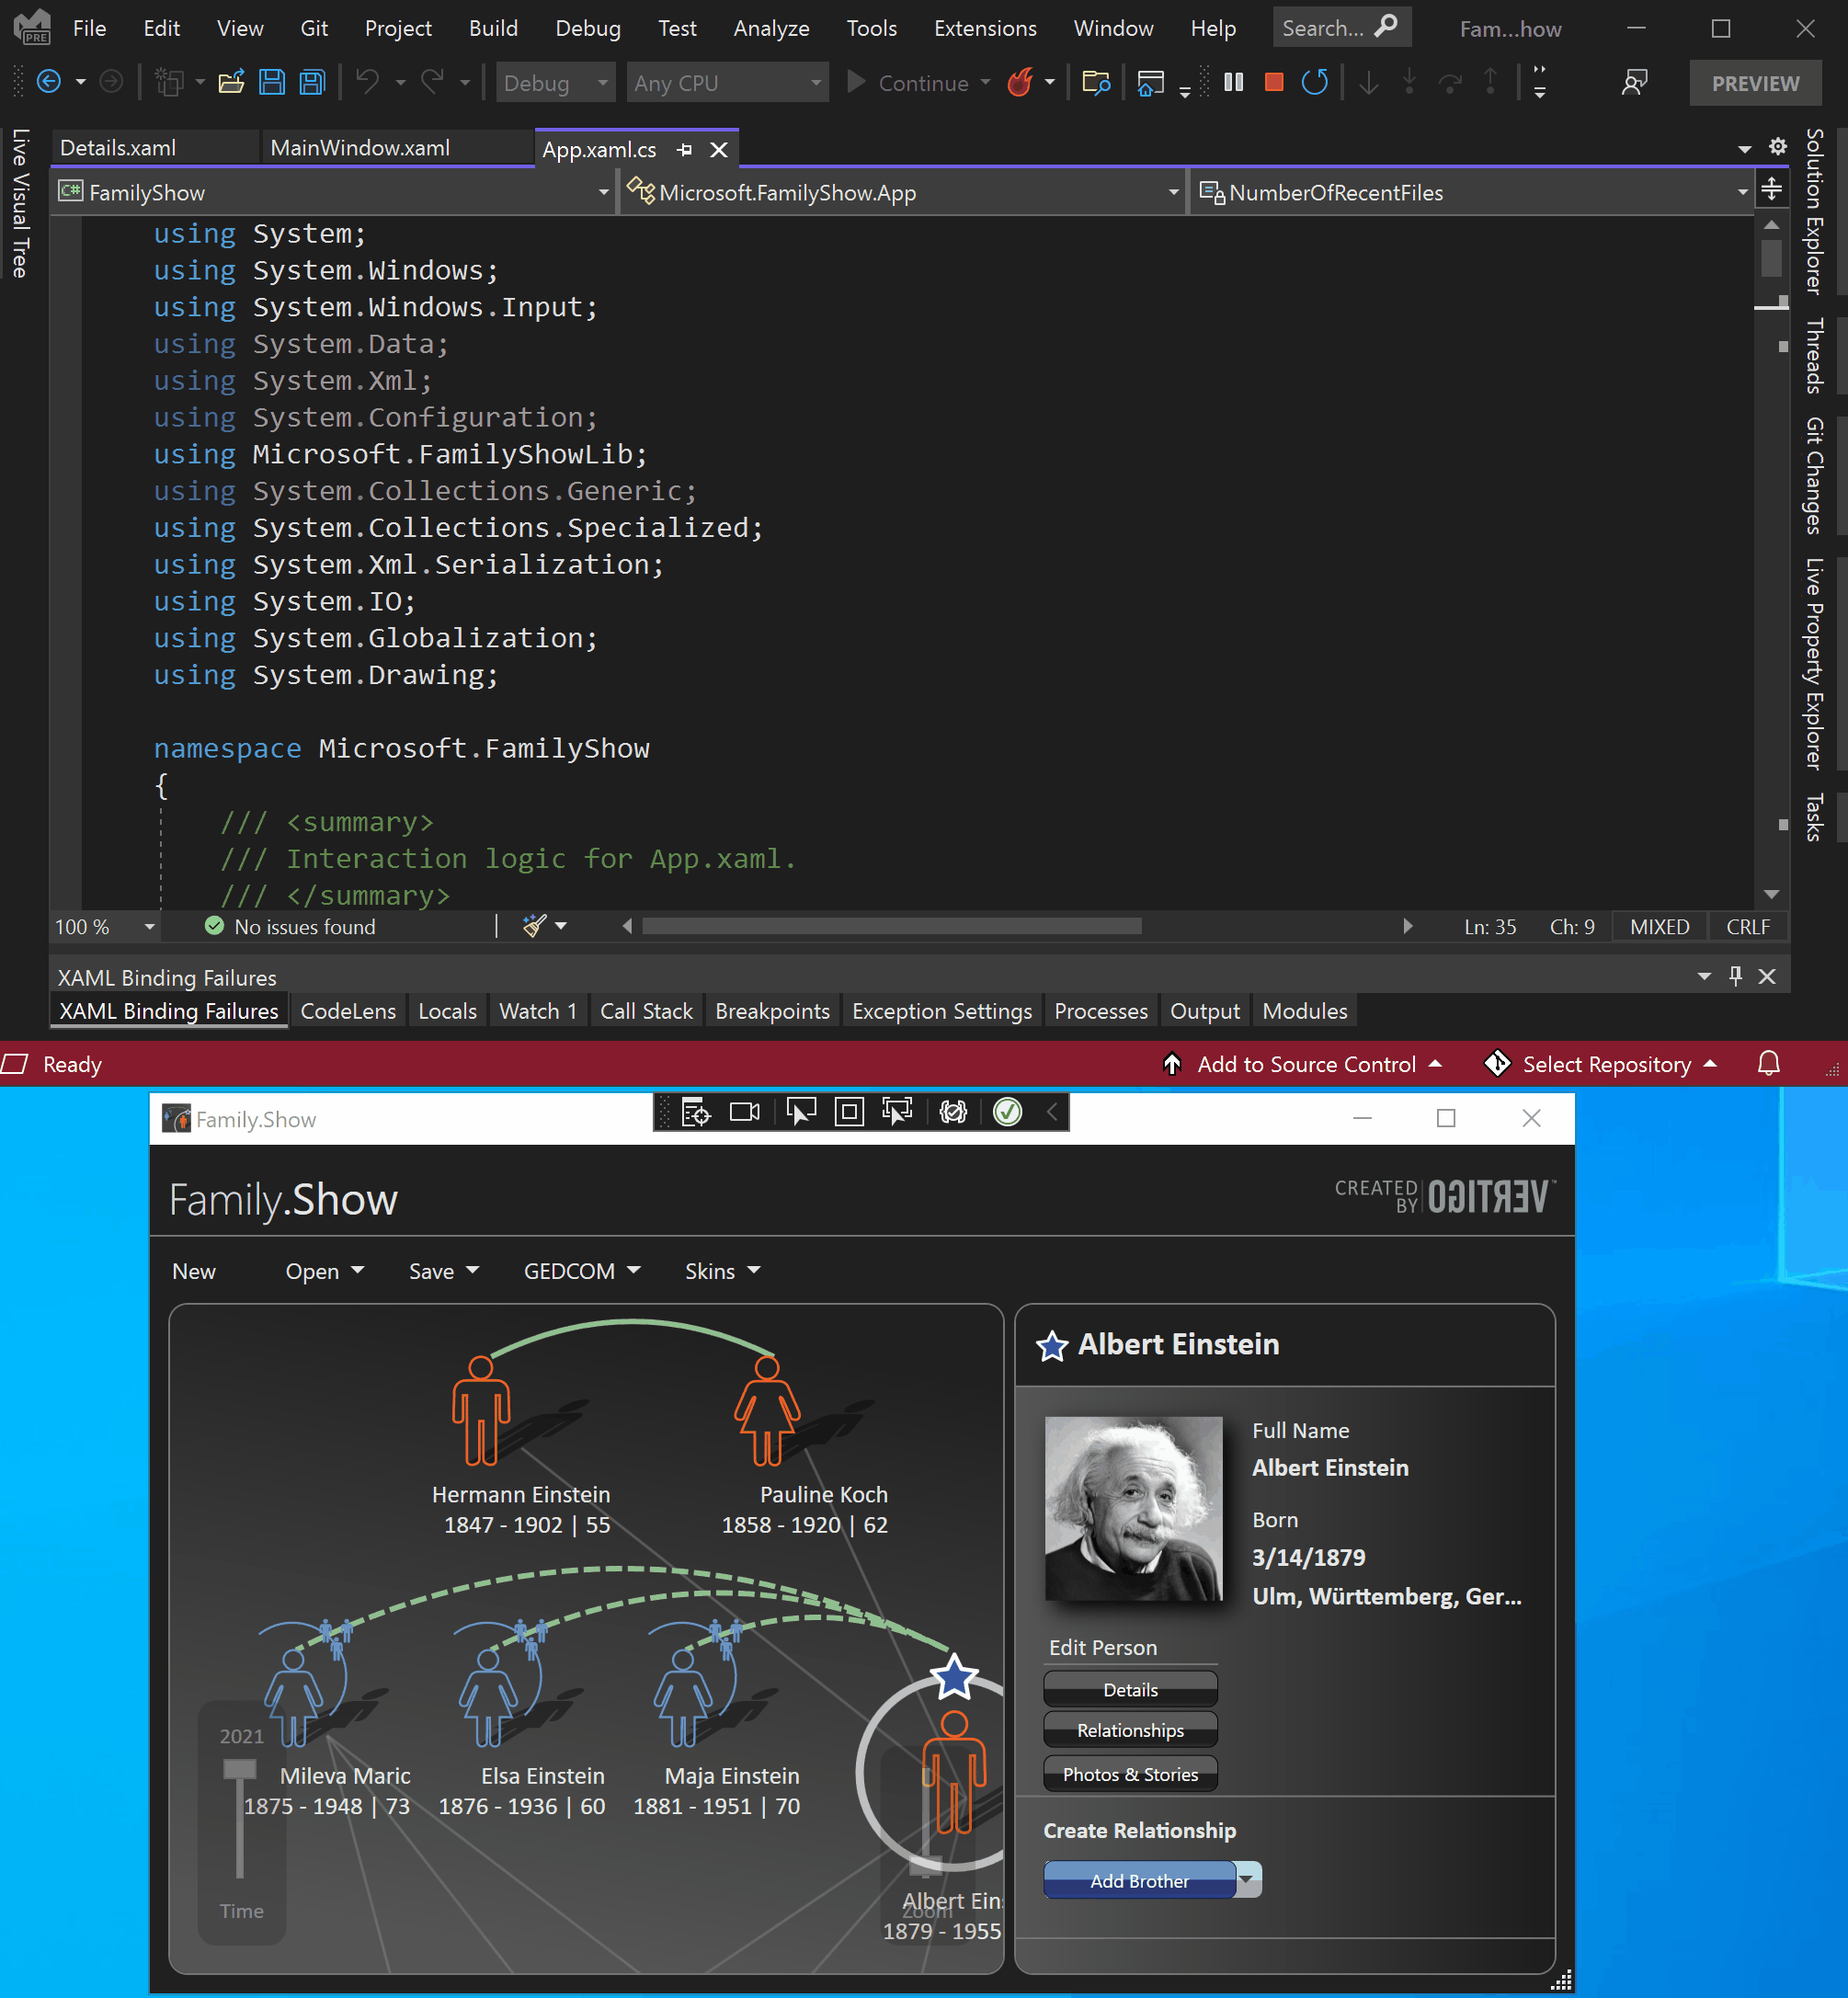 PRE File Edit View Git Project Build Debug Test Analyze Tools Extensions Window Help Search... Fam...how
Debug Any CPU Continue PREVIEW
Live Visual Tree
Details.xaml MainWindow.xaml App.xaml.cs
C# FamilyShow Microsoft.FamilyShow.App NumberOfRecentFiles
using System;
using System.Windows;
using System.Windows.Input;
using System.Data;
using System.Xml;
using System.Configuration;
using Microsoft.FamilyShowLib;
using System.Collections.Generic;
using System.Collections.Specialized;
using System.Xml.Serialization;
using System.IO;
using System.Globalization;
using System.Drawing;
namespace Microsoft.FamilyShow
{
/// <summary>
/// Interaction logic for App.xaml.
/// </summary>
Solution Explorer
Threads
Git Changes
Live Property Explorer
Tasks
100 % No issues found Ln: 35 Ch: 9 MIXED CRLF
XAML Binding Failures
XAML Binding Failures CodeLens Locals Watch 1 Call Stack Breakpoints Exception Settings Processes Output Modules
Ready Add to Source Control Select Repository
Family.Show
Family.Show
CREATED BY VERTIGO™
New Open Save GEDCOM Skins
Hermann Einstein
1847 - 1902 | 55
Pauline Koch
1858 - 1920 | 62
2021
Time
Mileva Maric
1875 - 1948 | 73
Elsa Einstein
1876 - 1936 | 60
Maja Einstein
1881 - 1951 | 70
Albert Eins
Zoom
1879 - 1955
Albert Einstein
Full Name
Albert Einstein
Born
3/14/1879
Ulm, Württemberg, Ger...
Edit Person
Details
Relationships
Photos & Stories
Create Relationship
Add Brother